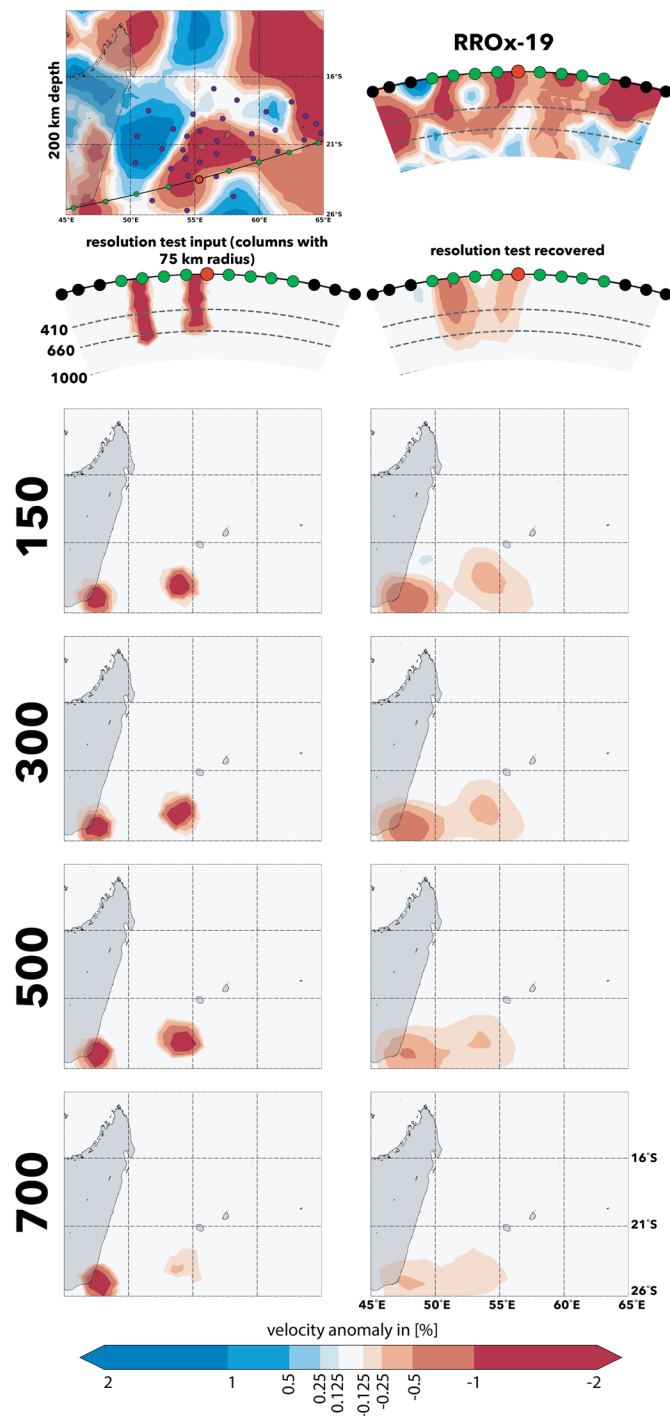 RROx-19
200 km depth
16°S
21°S
26°S
45°E 50°E 55°E 60°E 65°E
resolution test input (columns with
75 km radius)
resolution test recovered
410
660
1000
150
300
500
700
16°S
21°S
26°S
45°E 50°E 55°E 60°E 65°E
velocity anomaly in [%]
2 1 0.5 0.25 0.125 -0.125 -0.25 -0.5 -1 -2